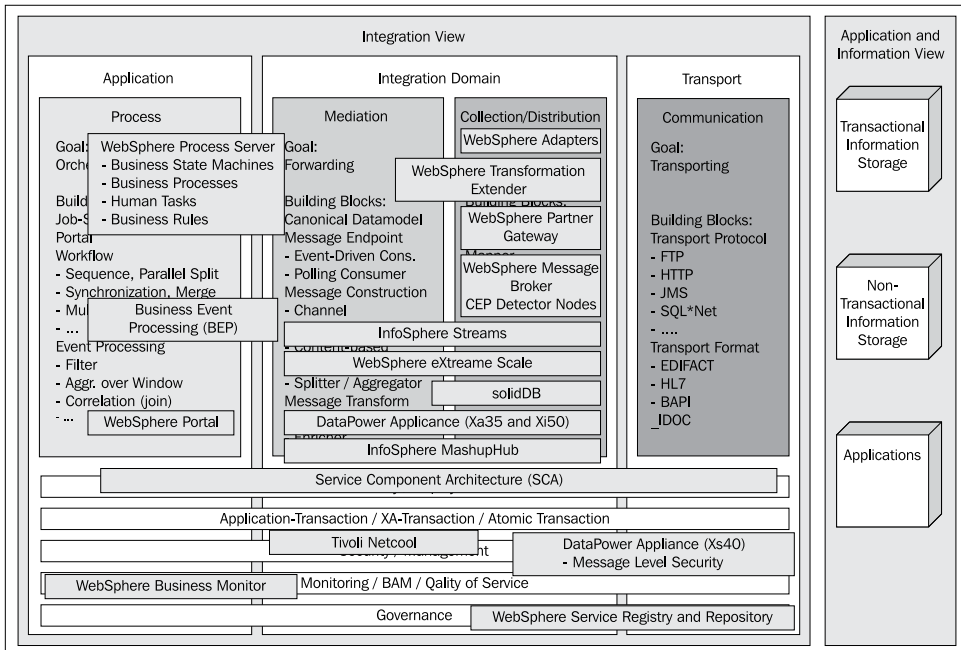 Integration View
Application and
Information View
Application
Integration Domain
Transport
Process
Goal:
Orche
WebSphere Process Server
- Business State Machines
- Business Processes
- Human Tasks
- Business Rules
Build
Job-S
Portal
Workflow
- Sequence, Parallel Split
- Synchronization, Merge
- Mul
- ...
Business Event
Processing (BEP)
Event Processing
- Filter
- Aggr. over Window
- Correlation (join)
- ...
WebSphere Portal
Mediation
Goal:
Forwarding
Building Blocks:
Canonical Datamodel
Message Endpoint
- Event-Driven Cons.
- Polling Consumer
Message Construction
- Channel
InfoSphere Streams
- Content-based
WebSphere eXtreame Scale
- Splitter / Aggregator
Message Transform
solidDB
DataPower Applicance (Xa35 and Xi50)
- Enricher
InfoSphere MashupHub
Collection/Distribution
WebSphere Adapters
WebSphere Transformation
Extender
Building Blocks:
WebSphere Partner
Gateway
WebSphere Message
Broker
CEP Detector Nodes
Communication
Goal:
Transporting
Building Blocks:
Transport Protocol
- FTP
- HTTP
- JMS
- SQL*Net
- ....
Transport Format
- EDIFACT
- HL7
- BAPI
_IDOC
Service Component Architecture (SCA)
Application-Transaction / XA-Transaction / Atomic Transaction
Tivoli Netcool
Security / Management
DataPower Appliance (Xs40)
- Message Level Security
WebSphere Business Monitor
Monitoring / BAM / Qality of Service
Governance
WebSphere Service Registry and Repository
Transactional
Information
Storage
Non-
Transactional
Information
Storage
Applications